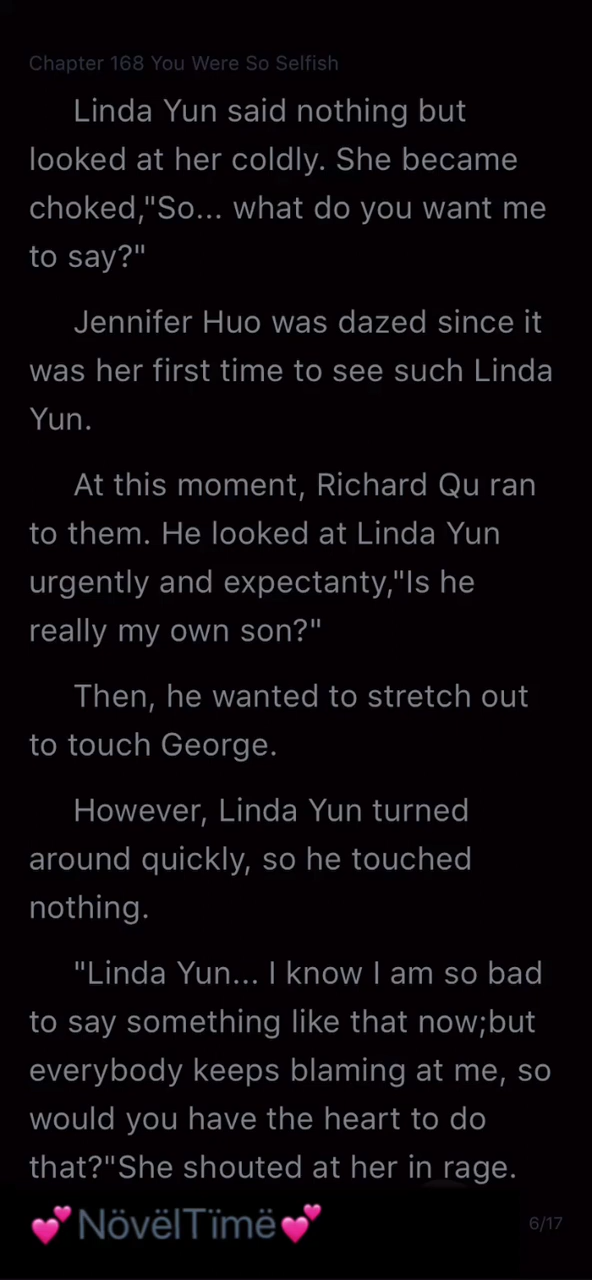 Chapter 168 You Were So Selfish
Linda Yun said nothing but
looked at her coldly. She became
choked,"So... what do you want me
to say?"
Jennifer Huo was dazed since it
was her first time to see such Linda
Yun.
At this moment, Richard Qu ran
to them. He looked at Linda Yun
urgently and expectanty,"Is he
really my own son?"
Then, he wanted to stretch out
to touch George.
However, Linda Yun turned
around quickly, so he touched
nothing.
"Linda Yun... I know I am so bad
to say something like that now;but
everybody keeps blaming at me, so
would you have the heart to do
that?"She shouted at her in rage.
💕NövëlTïmë💕
6/17